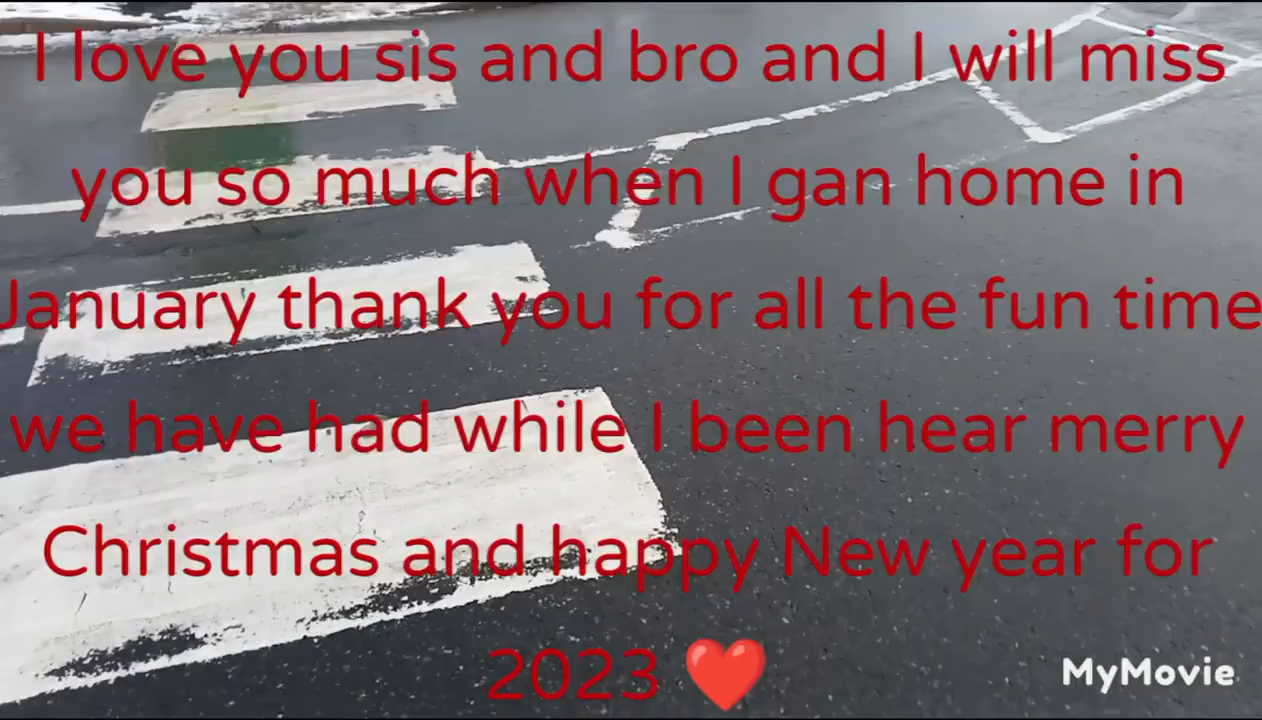 I love you sis and bro and I will miss
you so much when I gan home in
January thank you for all the fun time
we have had while I been hear merry
Christmas and happy New year for
2023 ❤️
MyMovie